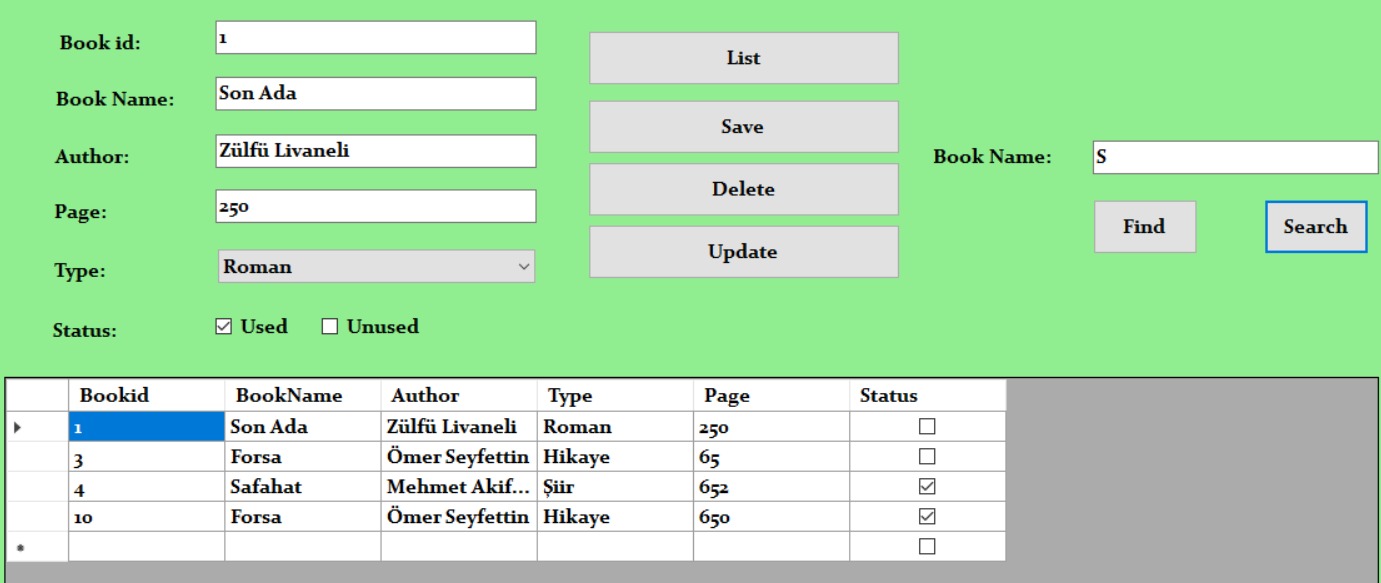 Book id: 1
Book Name: Son Ada
Author: Zülfü Livaneli
Page: 250
Type: Roman
Status: Used Unused
List
Save
Delete
Update
Book Name: S
Find Search
Bookid BookName Author Type Page Status
1 Son Ada Zülfü Livaneli Roman 250
3 Forsa Ömer Seyfettin Hikaye 65
4 Safahat Mehmet Akif... Şiir 652
10 Forsa Ömer Seyfettin Hikaye 650